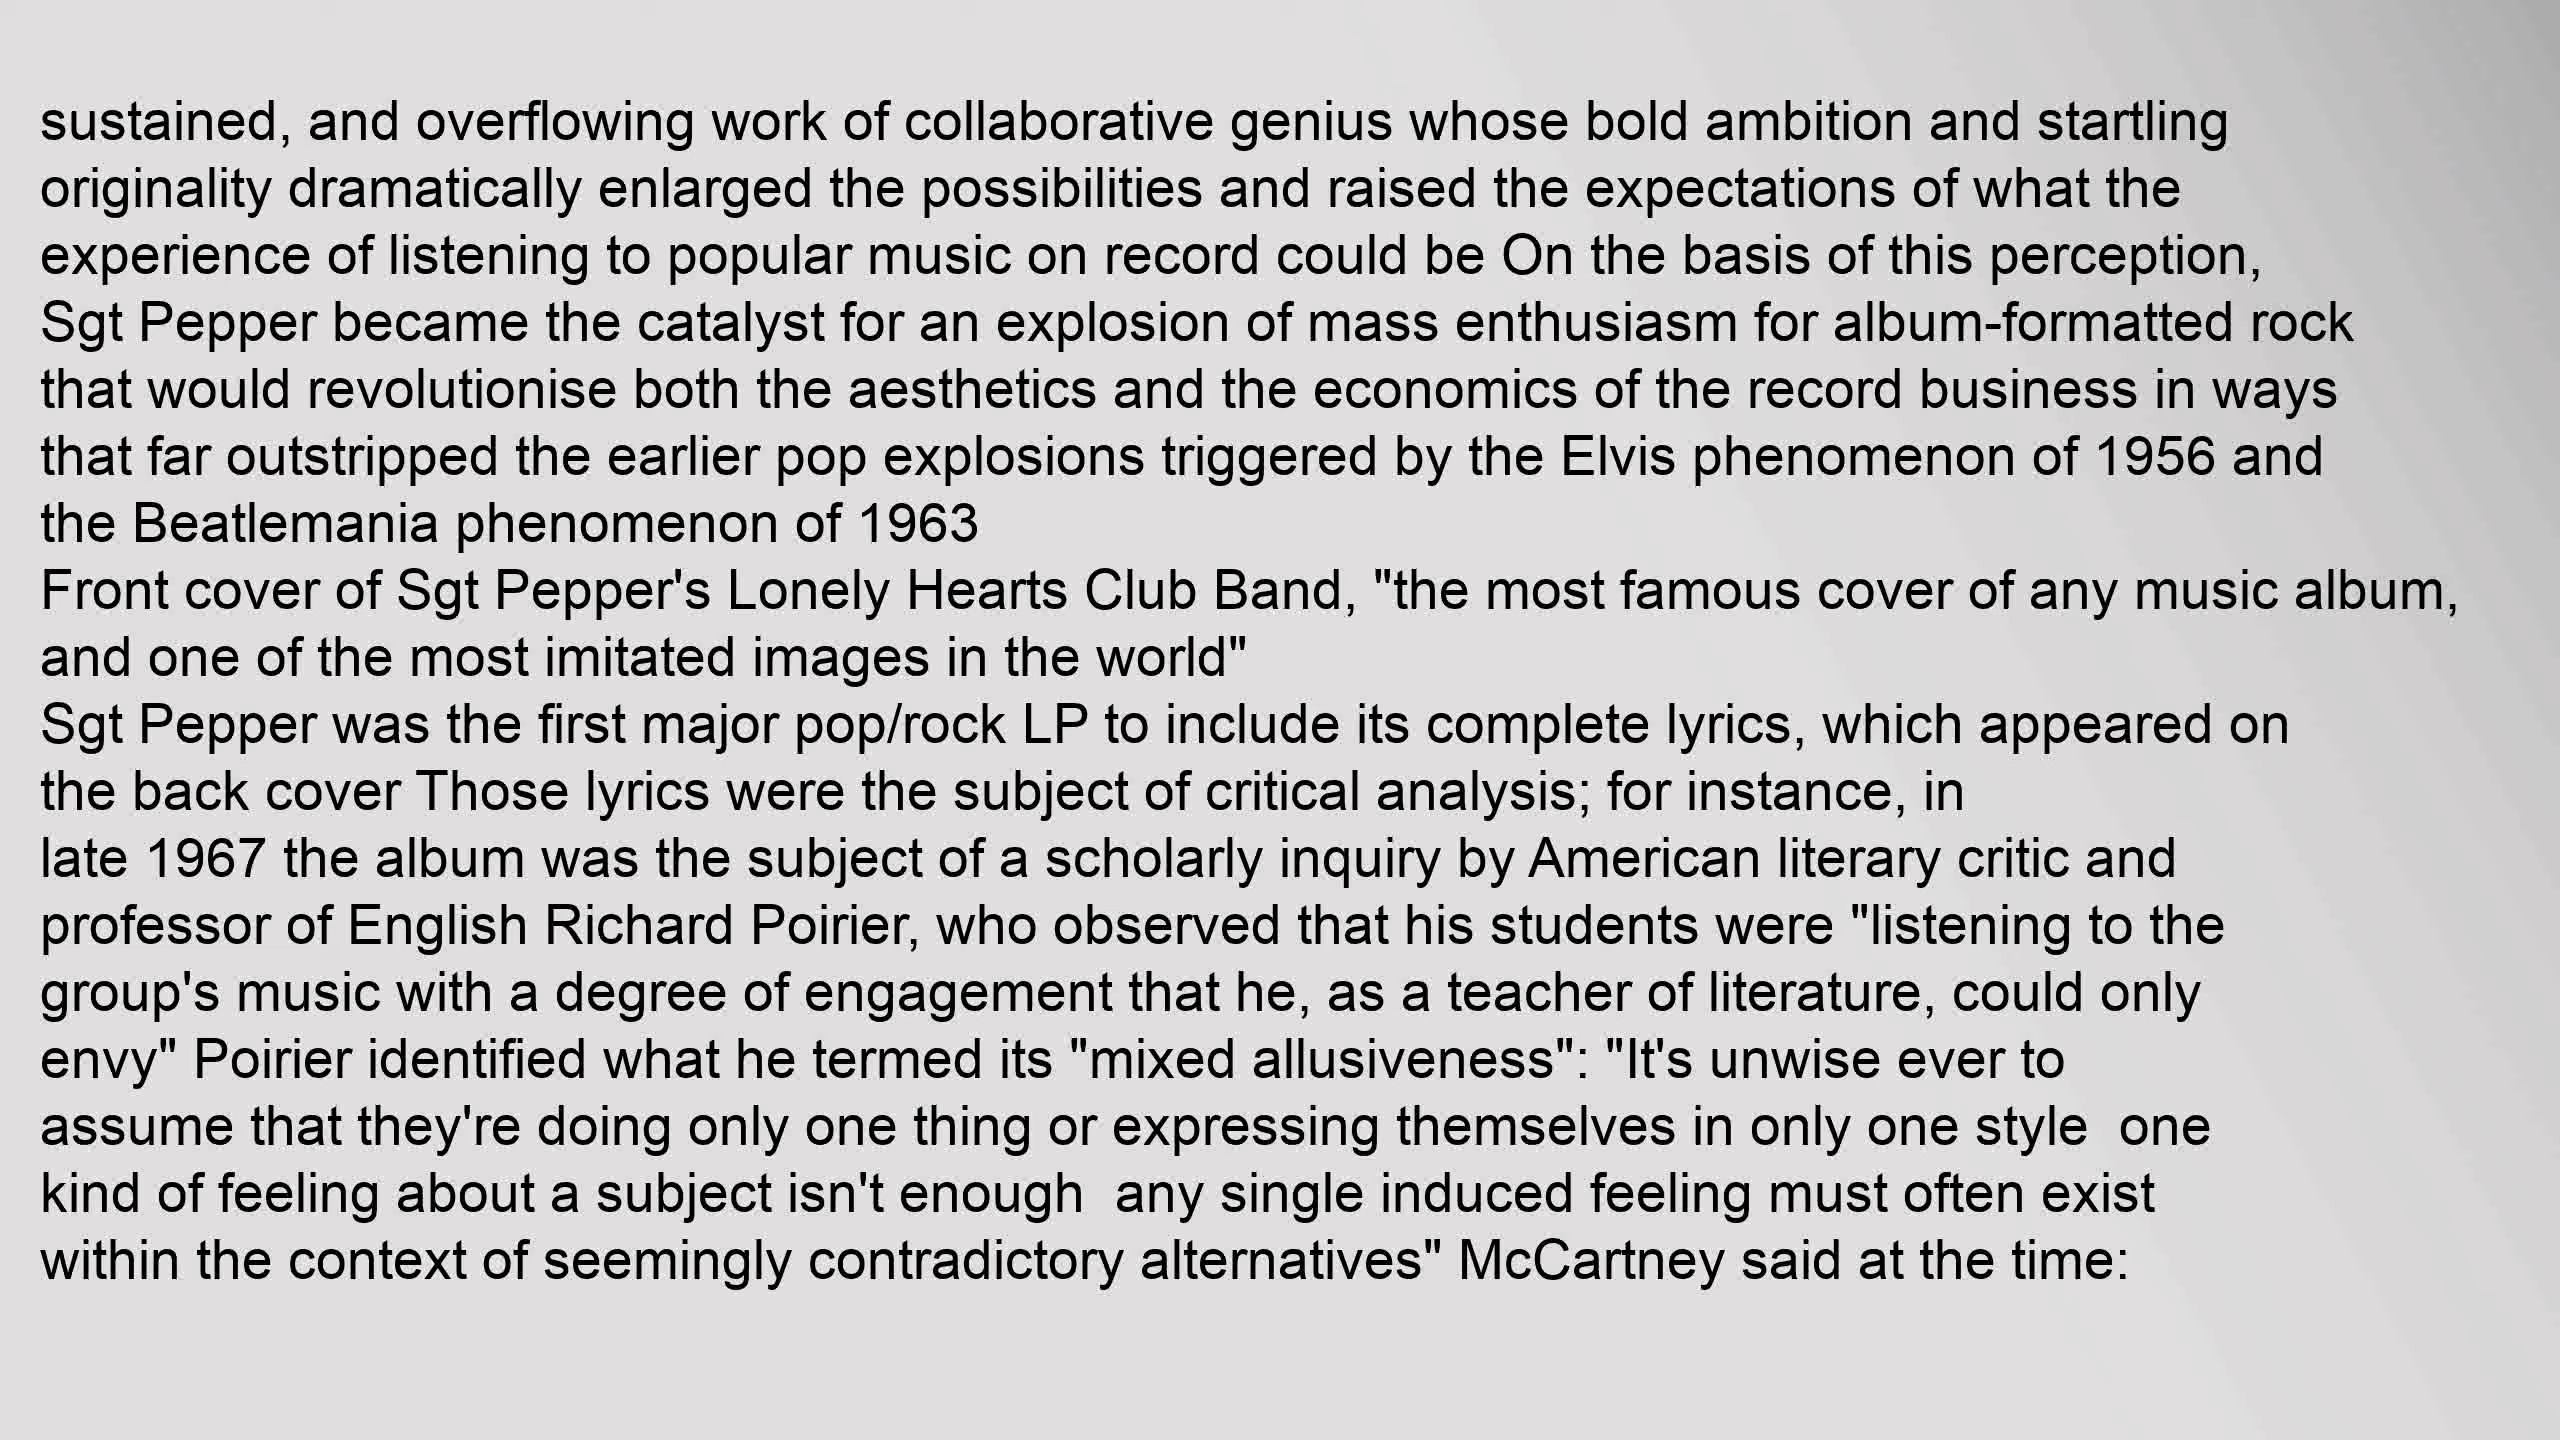 sustained, and overflowing work of collaborative genius whose bold ambition and startling
originality dramatically enlarged the possibilities and raised the expectations of what the
experience of listening to popular music on record could be On the basis of this perception,
Sgt Pepper became the catalyst for an explosion of mass enthusiasm for album-formatted rock
that would revolutionise both the aesthetics and the economics of the record business in ways
that far outstripped the earlier pop explosions triggered by the Elvis phenomenon of 1956 and
the Beatlemania phenomenon of 1963
Front cover of Sgt Pepper's Lonely Hearts Club Band, "the most famous cover of any music album,
and one of the most imitated images in the world"
Sgt Pepper was the first major pop/rock LP to include its complete lyrics, which appeared on
the back cover Those lyrics were the subject of critical analysis; for instance, in
late 1967 the album was the subject of a scholarly inquiry by American literary critic and
professor of English Richard Poirier, who observed that his students were "listening to the
group's music with a degree of engagement that he, as a teacher of literature, could only
envy" Poirier identified what he termed its "mixed allusiveness": "It's unwise ever to
assume that they're doing only one thing or expressing themselves in only one style  one
kind of feeling about a subject isn't enough  any single induced feeling must often exist
within the context of seemingly contradictory alternatives" McCartney said at the time: